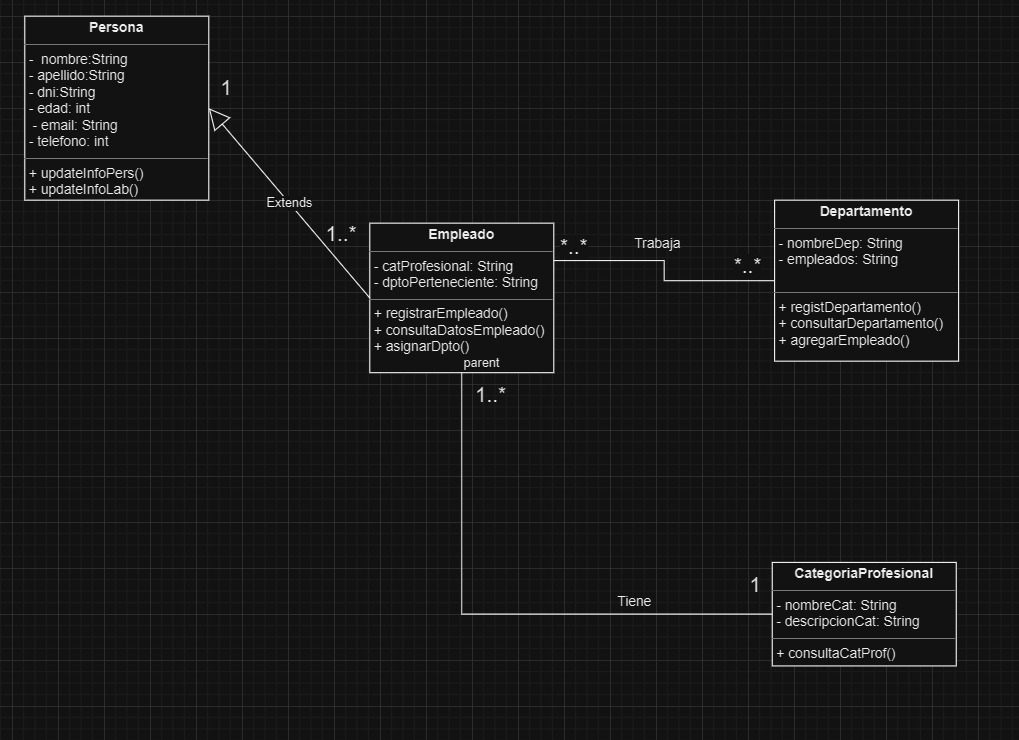 Persona
- nombre:String
- apellido:String
- dni:String
- edad: int
- email: String
- telefono: int
+ updateInfoPers()
+ updateInfoLab()
1
Extends
1..*
Empleado
- catProfesional: String
- dptoPerteneciente: String
+ registrarEmpleado()
+ consultaDatosEmpleado()
+ asignarDpto()
parent
*..*
Trabaja
*..*
Departamento
- nombreDep: String
- empleados: String
+ registDepartamento()
+ consultarDepartamento()
+ agregarEmpleado()
1..*
Tiene
1
CategoriaProfesional
- nombreCat: String
- descripcionCat: String
+ consultaCatProf()